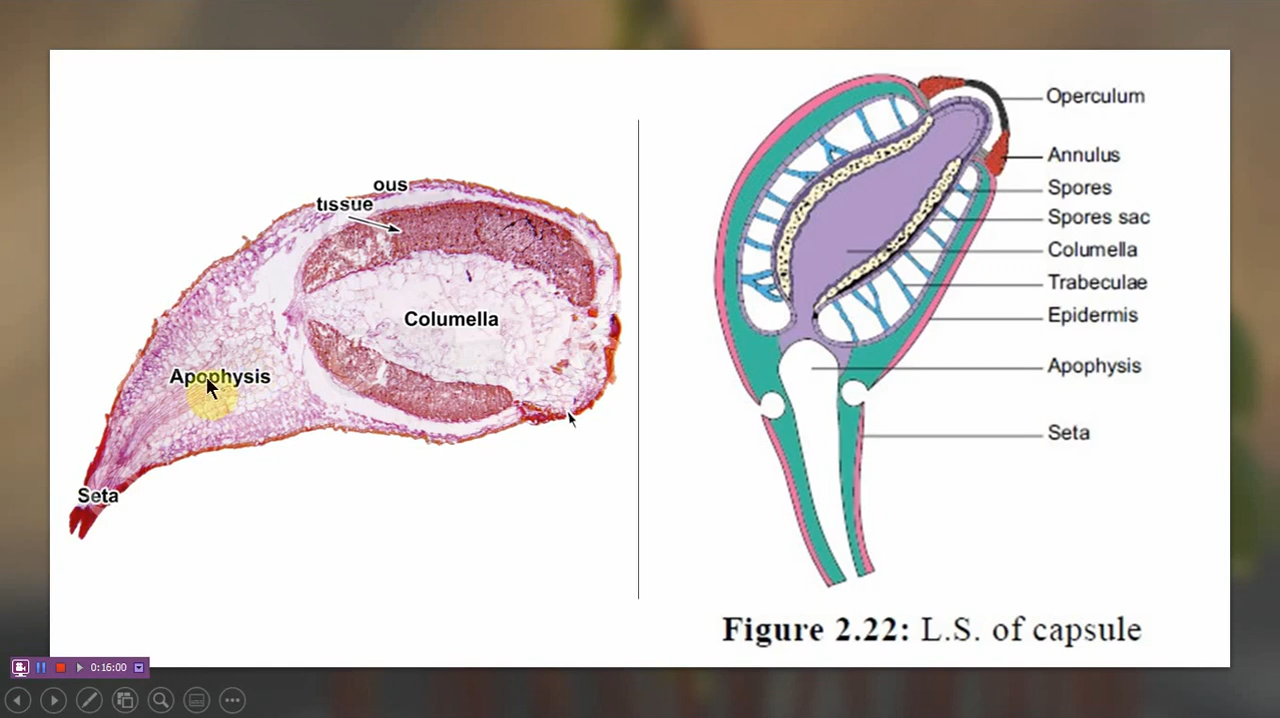 ous
tissue
Columella
Apophysis
Seta
Operculum
Annulus
Spores
Spores sac
Columella
Trabeculae
Epidermis
Apophysis
Seta
Figure 2.22: L.S. of capsule
0:16:00